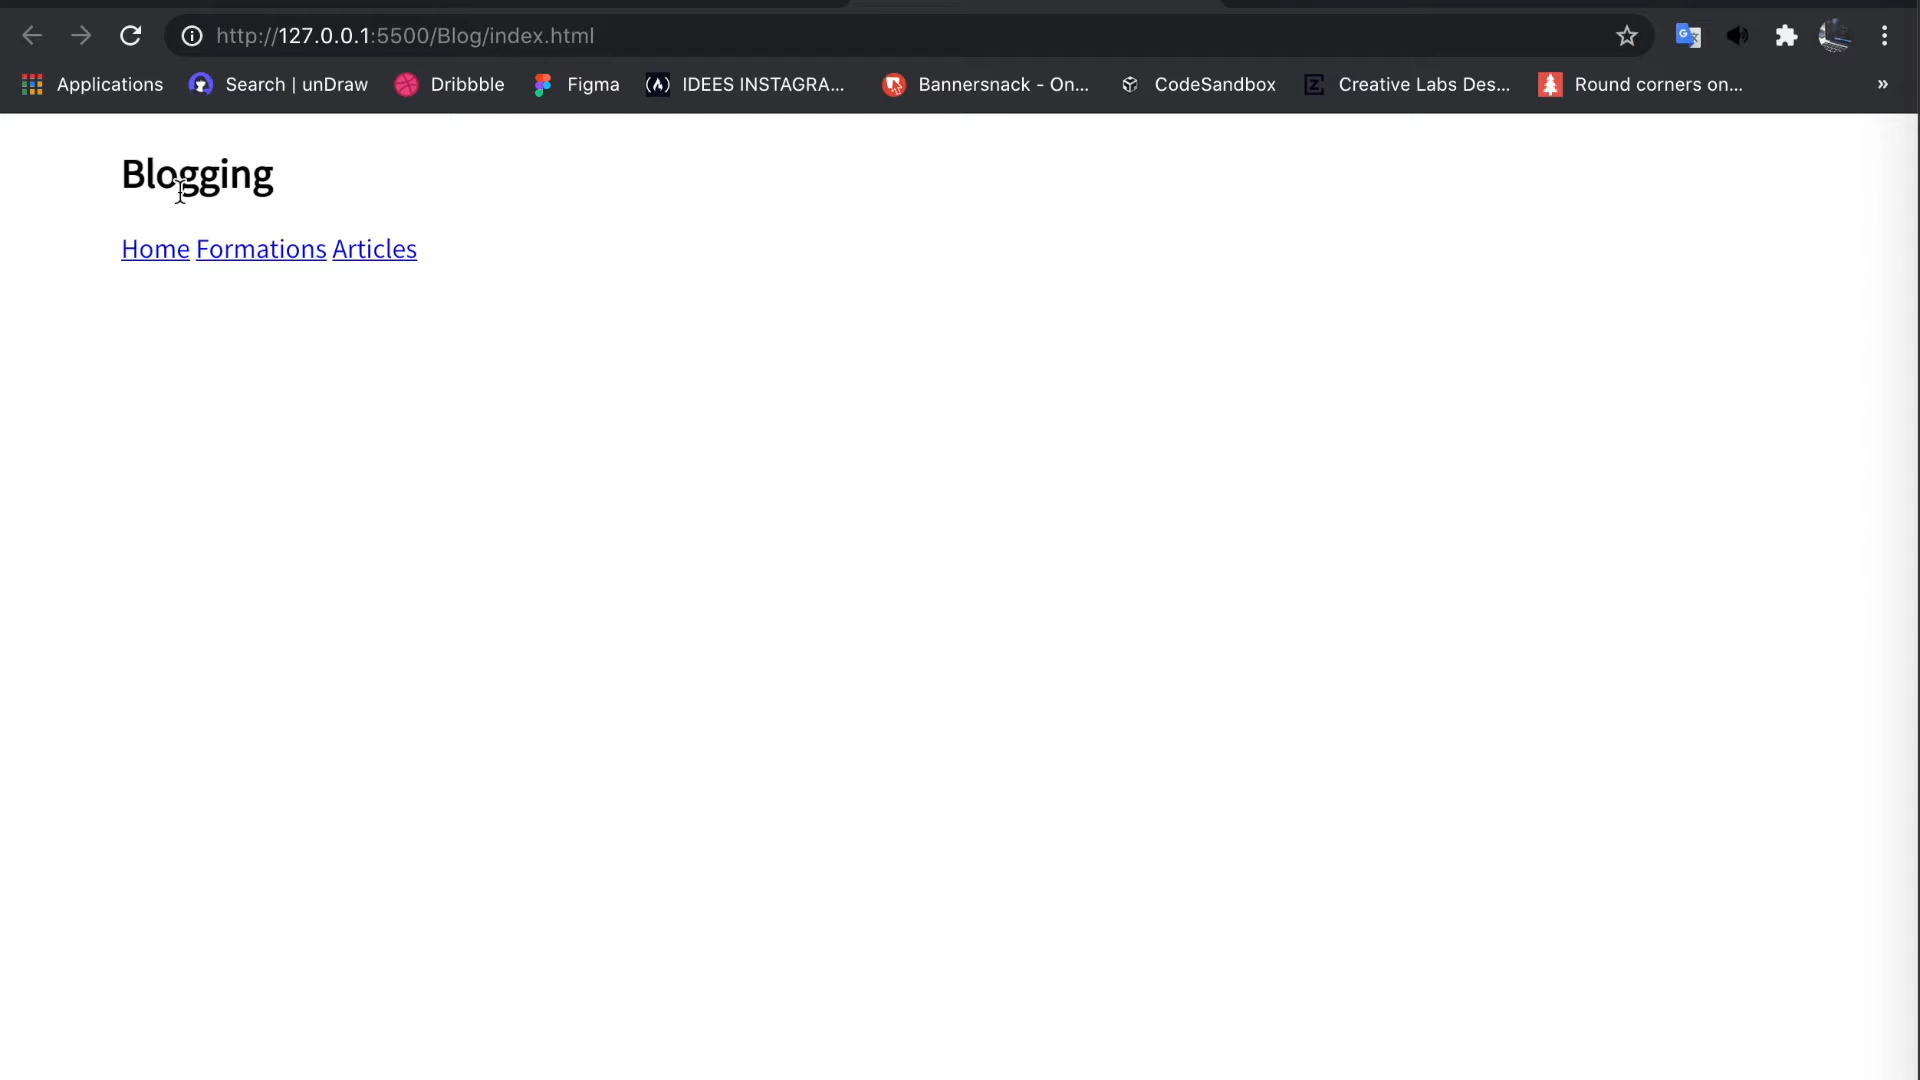 http://127.0.0.1:5500/Blog/index.html
Applications Search | unDraw Dribbble Figma IDEES INSTAGRA... Bannersnack - On... CodeSandbox Creative Labs Des... Round corners on... »
Blogging
Home Formations Articles